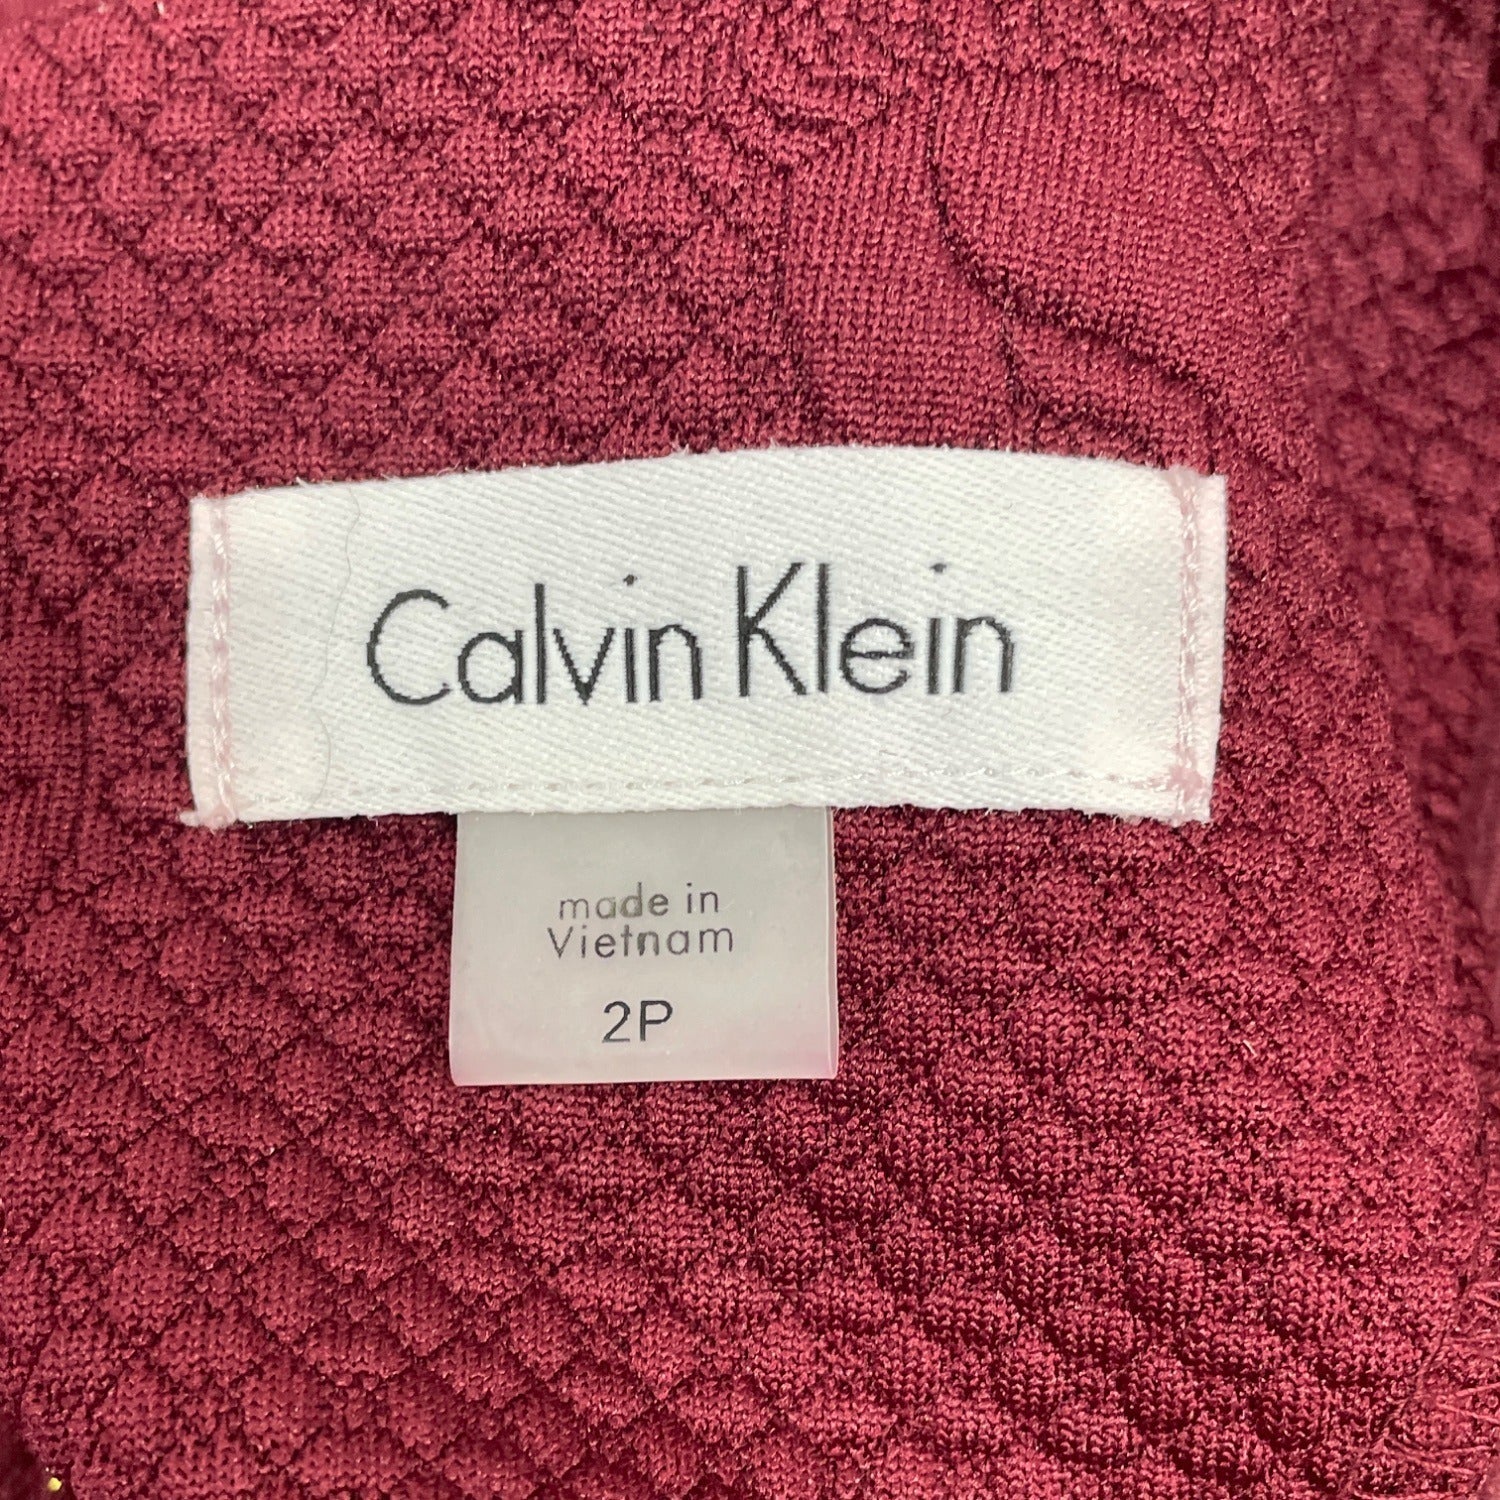 Calvin Klein
made in
Vietnam
2P